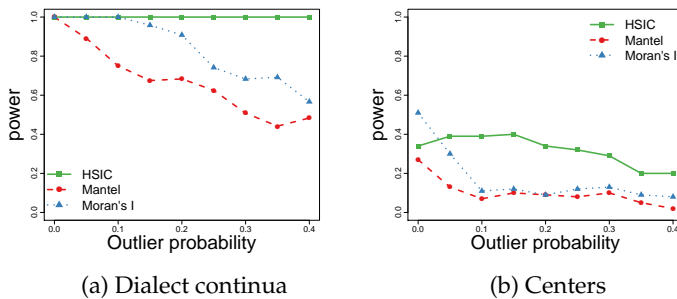 1.0
0.8
0.6
0.4
0.2
0.0
power
HSIC
Mantel
Moran's I
0.0 0.1 0.2 0.3 0.4
Outlier probability
(a) Dialect continua
1.0
0.8
0.6
0.4
0.2
0.0
power
HSIC
Mantel
Moran's I
0.0 0.1 0.2 0.3 0.4
Outlier probability
(b) Centers